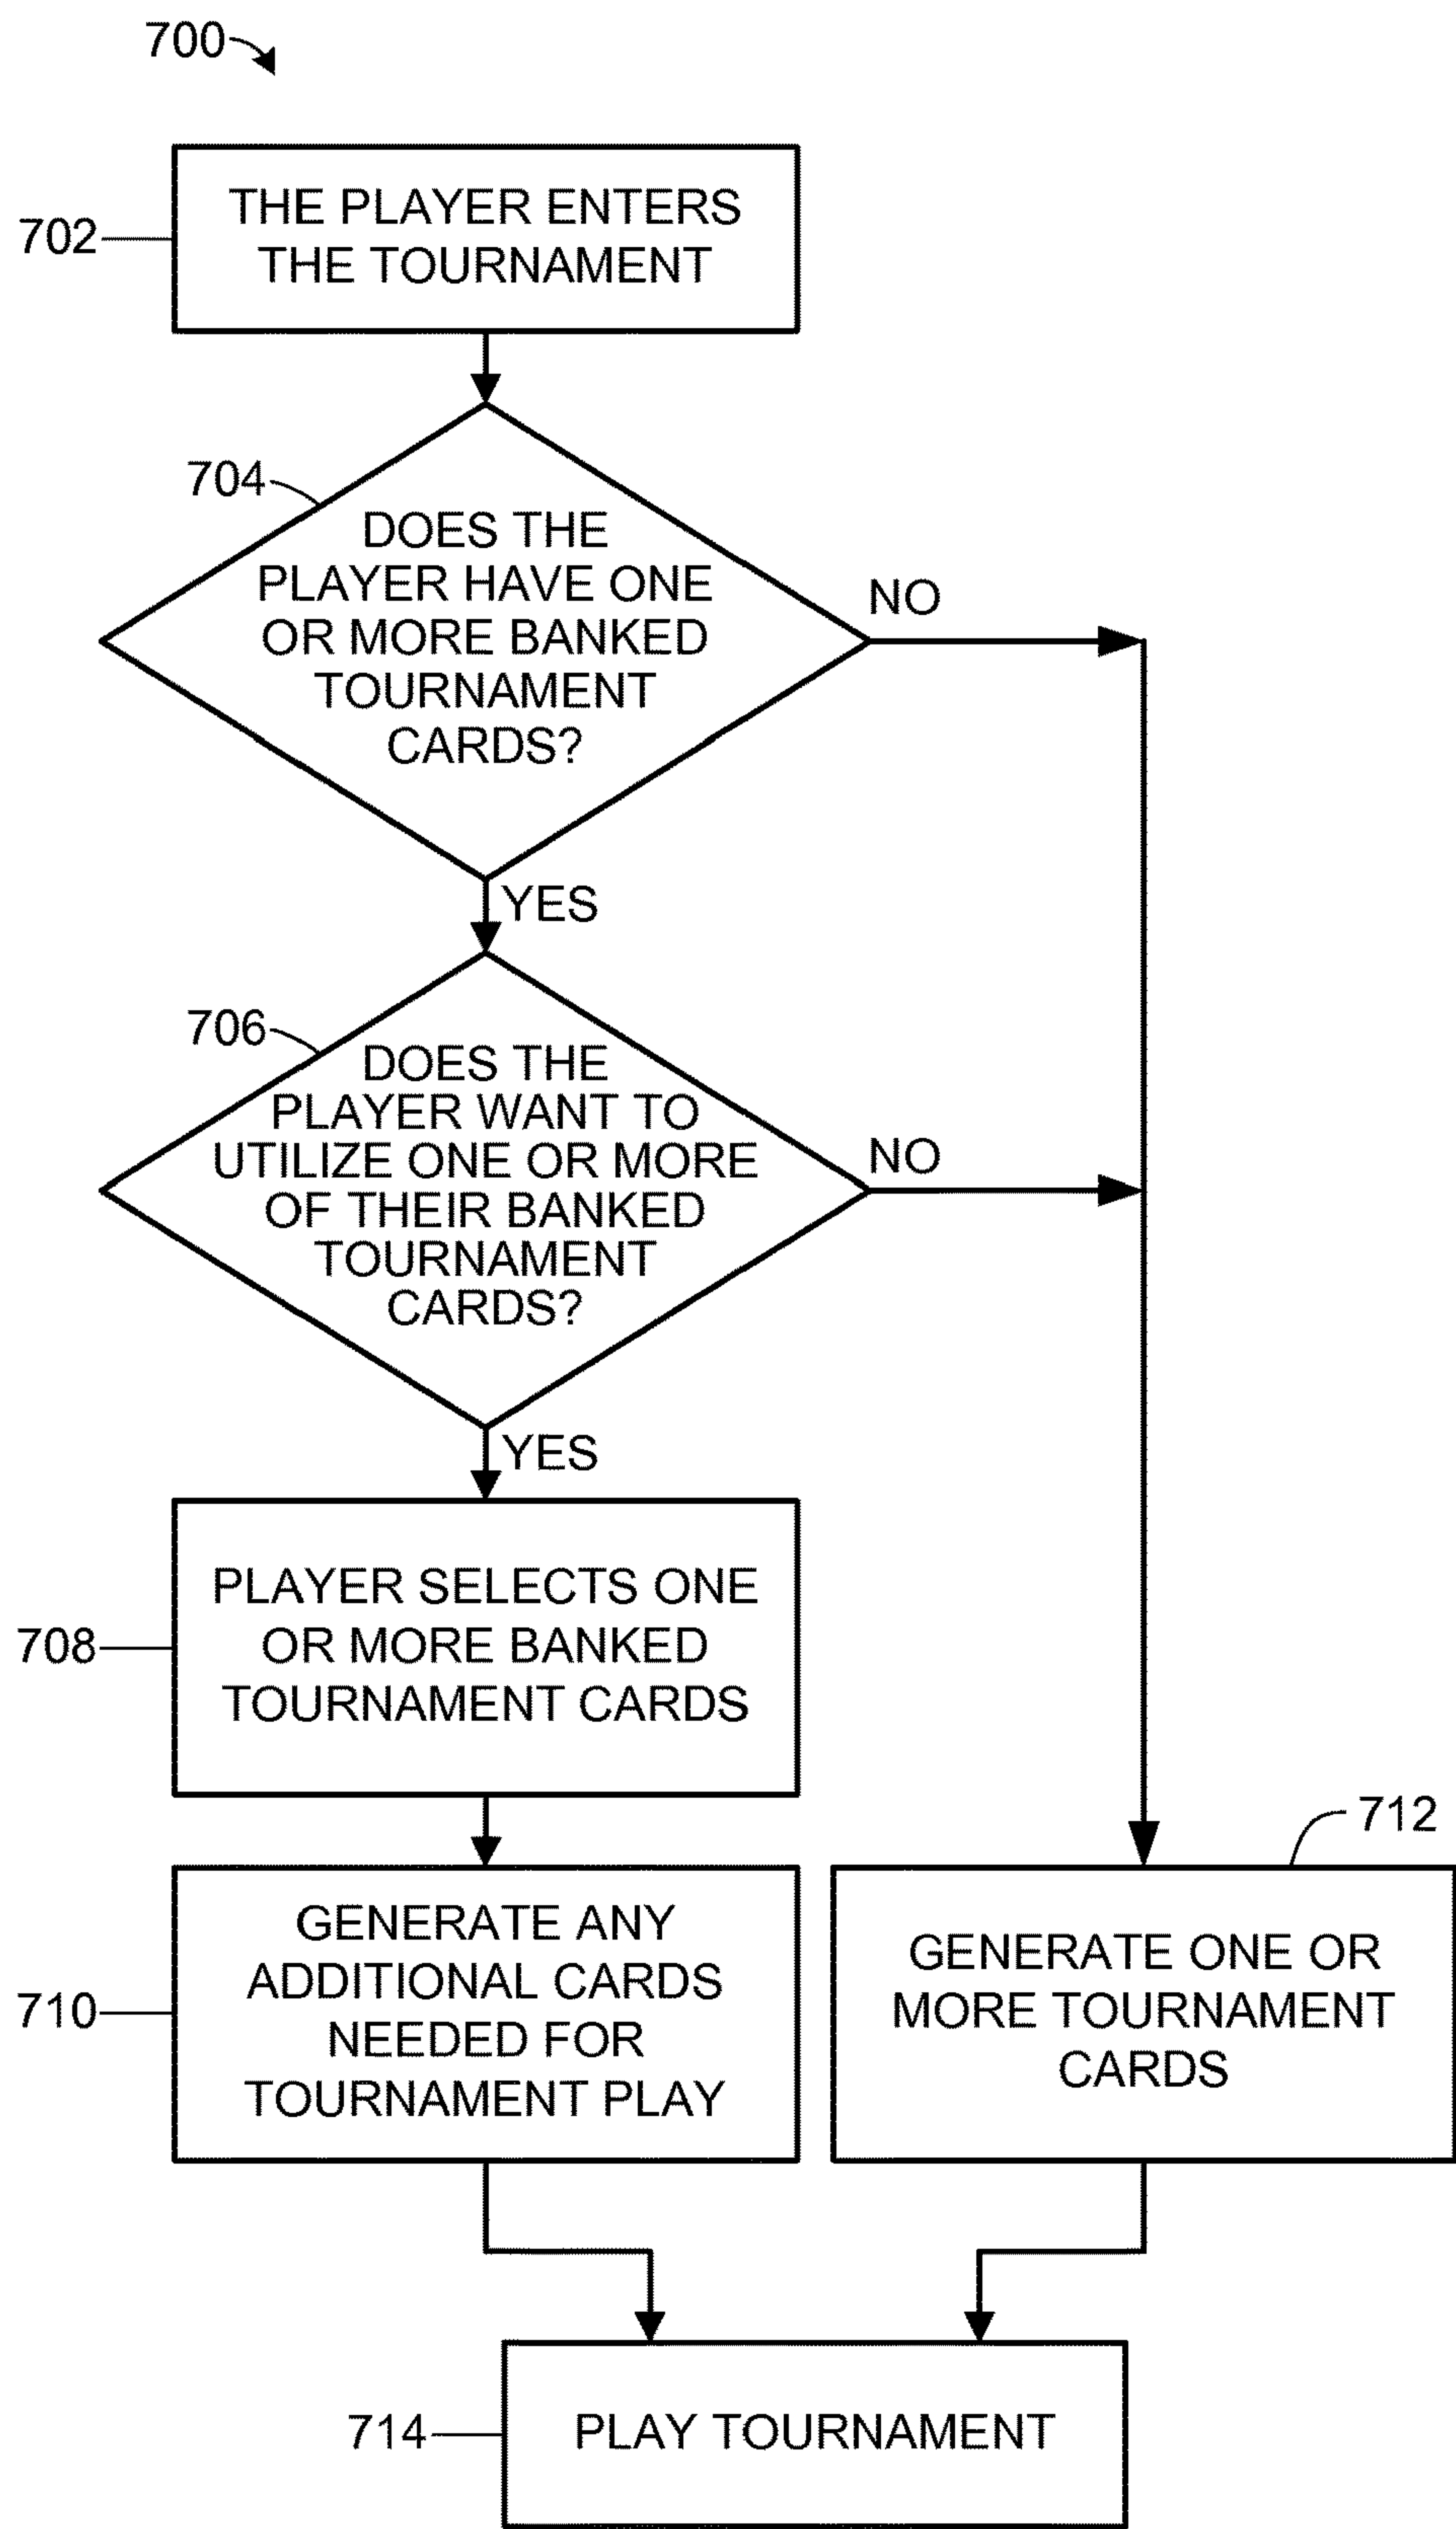 700
THE PLAYER ENTERS
THE TOURNAMENT
702
704
DOES THE
PLAYER HAVE ONE
OR MORE BANKED
TOURNAMENT
CARDS?
NO
YES
706
DOES THE
PLAYER WANT TO
UTILIZE ONE OR MORE
OF THEIR BANKED
TOURNAMENT
CARDS?
NO
YES
PLAYER SELECTS ONE
OR MORE BANKED
TOURNAMENT CARDS
708
712
GENERATE ANY
ADDITIONAL CARDS
NEEDED FOR
TOURNAMENT PLAY
710
GENERATE ONE OR
MORE TOURNAMENT
CARDS
714
PLAY TOURNAMENT